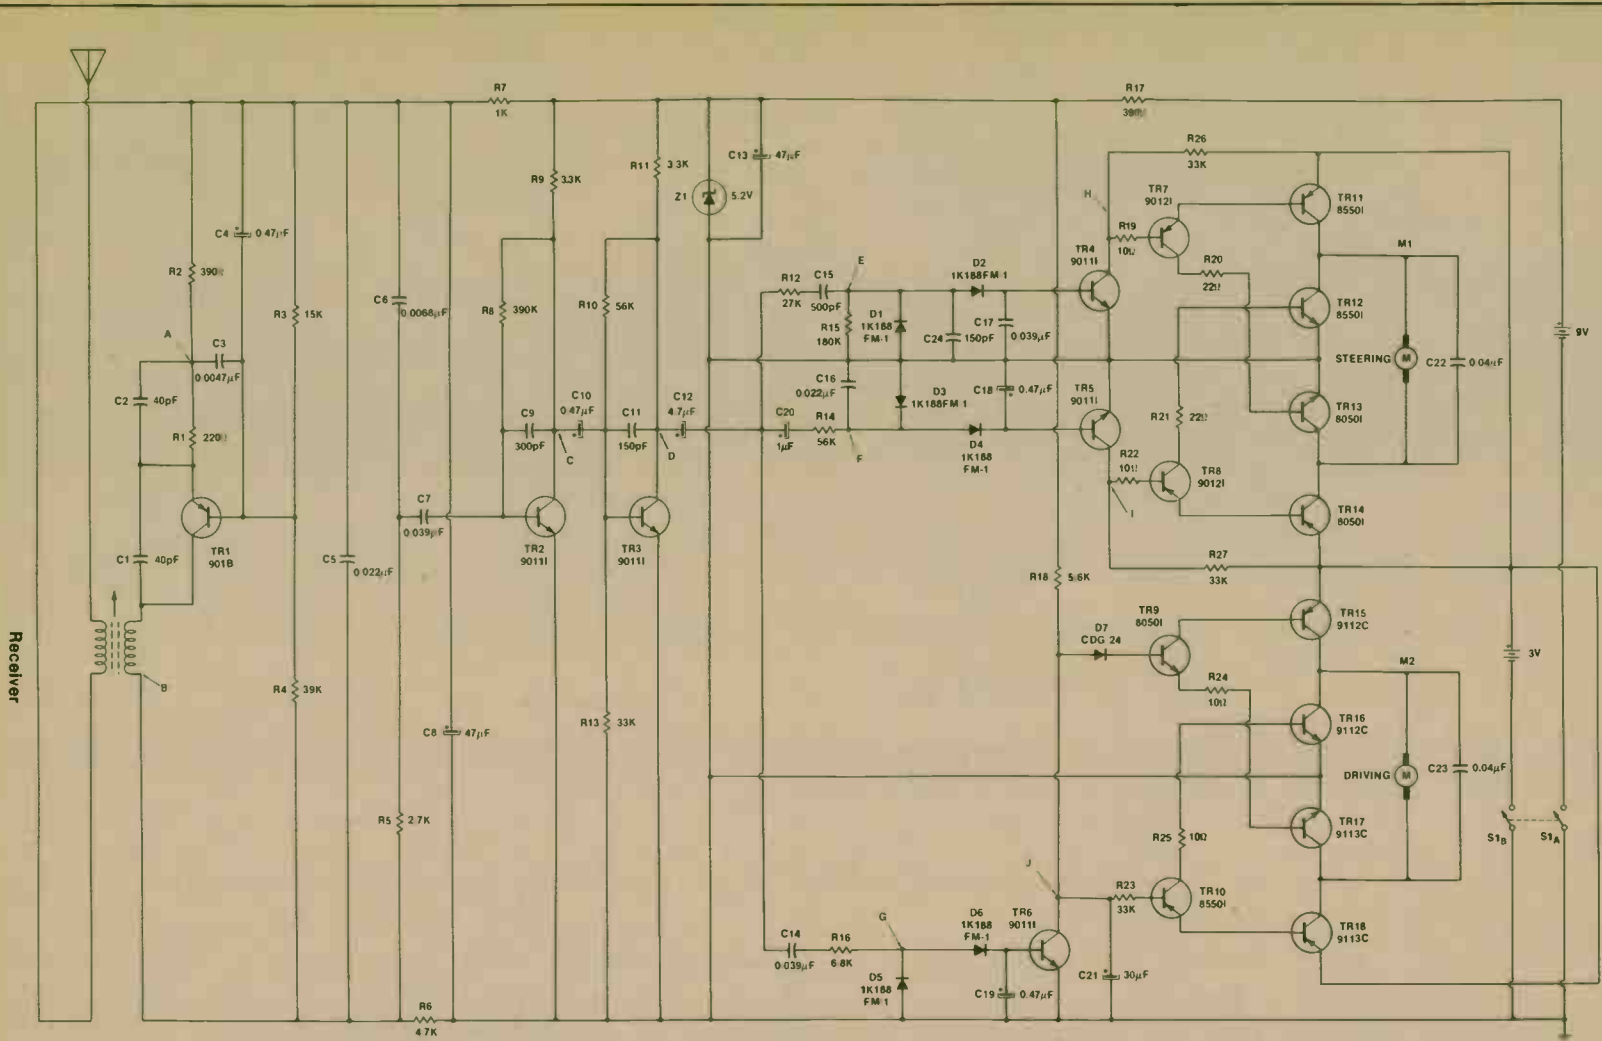 Receiver
R7
1K
R17
R26
33K
R9
3.3K
R11
3.3K
C13
47µF
Z1
5.2V
H
TR7
9012I
TR11
8550I
C4
0.47µF
R19
10Ω
TR4
9011I
M1
R2
390Ω
C6
0.0068µF
R8
390K
R10
56K
R12
27K
C15
500pF
E
D2
1K188FM-1
R20
22Ω
TR12
8550I
R3
15K
R15
180K
D1
1K188
FM-1
C24
150pF
C17
0.039µF
A
C3
0.0047µF
STEERING
M
C22
0.04µF
9V
C2
40pF
C16
0.022µF
D3
1K188FM-1
C18
0.47µF
TR5
9011I
R21
22Ω
TR13
8050I
R1
220Ω
C9
300pF
C10
0.47µF
C
C11
150pF
C12
4.7µF
D
C20
1µF
R14
56K
F
D4
1K188
FM-1
R22
10Ω
TR8
9012I
I
TR14
8050I
C7
0.039µF
C1
40pF
TR1
901B
C5
0.022µF
TR2
9011I
TR3
9011I
R18
5.6K
R27
33K
D7
CDG 24
TR9
8050I
TR15
9112C
3V
B
R4
39K
R24
10Ω
M2
R13
33K
C8
47µF
TR16
9112C
DRIVING
M
C23
0.04µF
R5
2.7K
R25
10Ω
TR17
9113C
S1B
S1A
J
R23
33K
TR10
8550I
C14
0.039µF
R16
6.8K
G
D6
1K188
FM-1
TR6
9011I
TR18
9113C
D5
1K188
FM-1
C19
0.47µF
C21
30µF
R6
4.7K